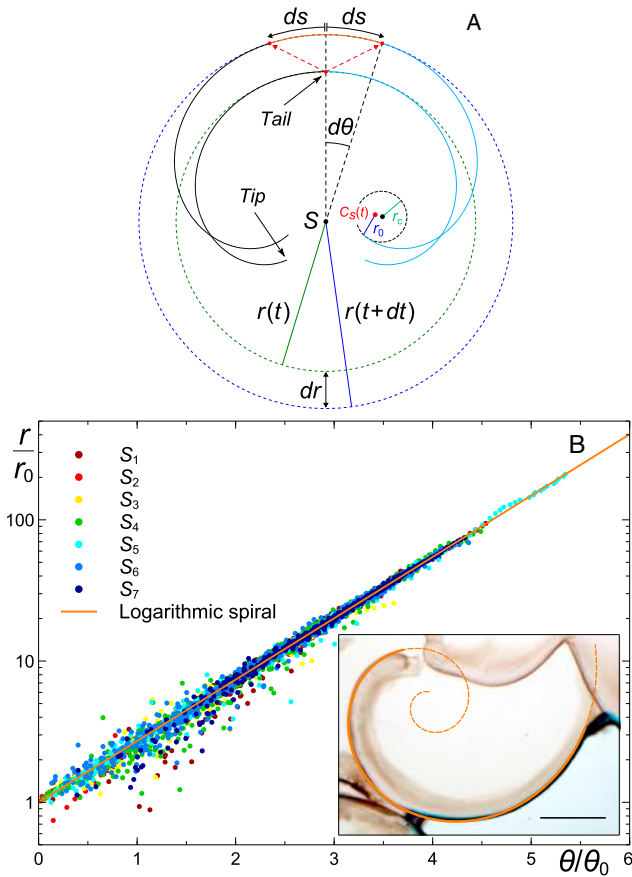 ds ds A
Tail
dθ
Tip
S
C_S(t)
r_c
r_0
r(t)
r(t+dt)
dr
r/r_0
B
S_1
S_2
S_3
S_4
S_5
S_6
S_7
Logarithmic spiral
100
10
1
0 1 2 3 4 5 6
θ/θ_0